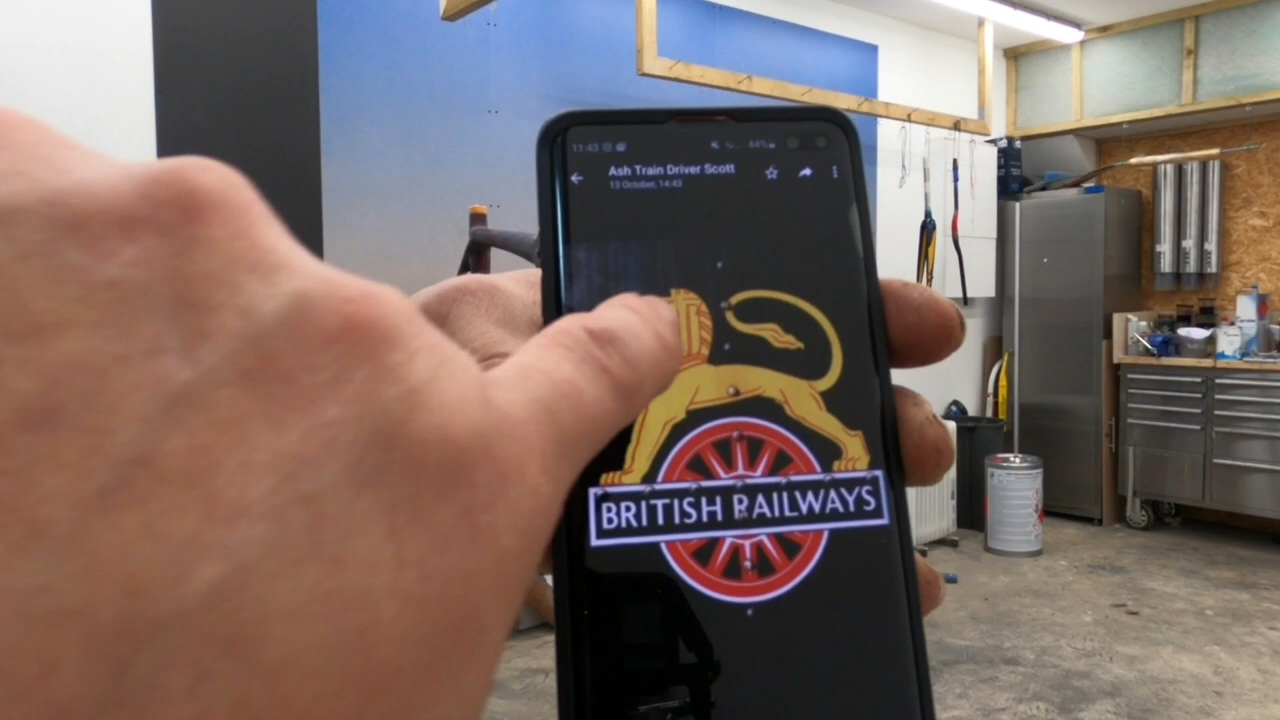 11:43
44%
Ash Train Driver Scott
13 October, 14:43
BRITISH RAILWAYS